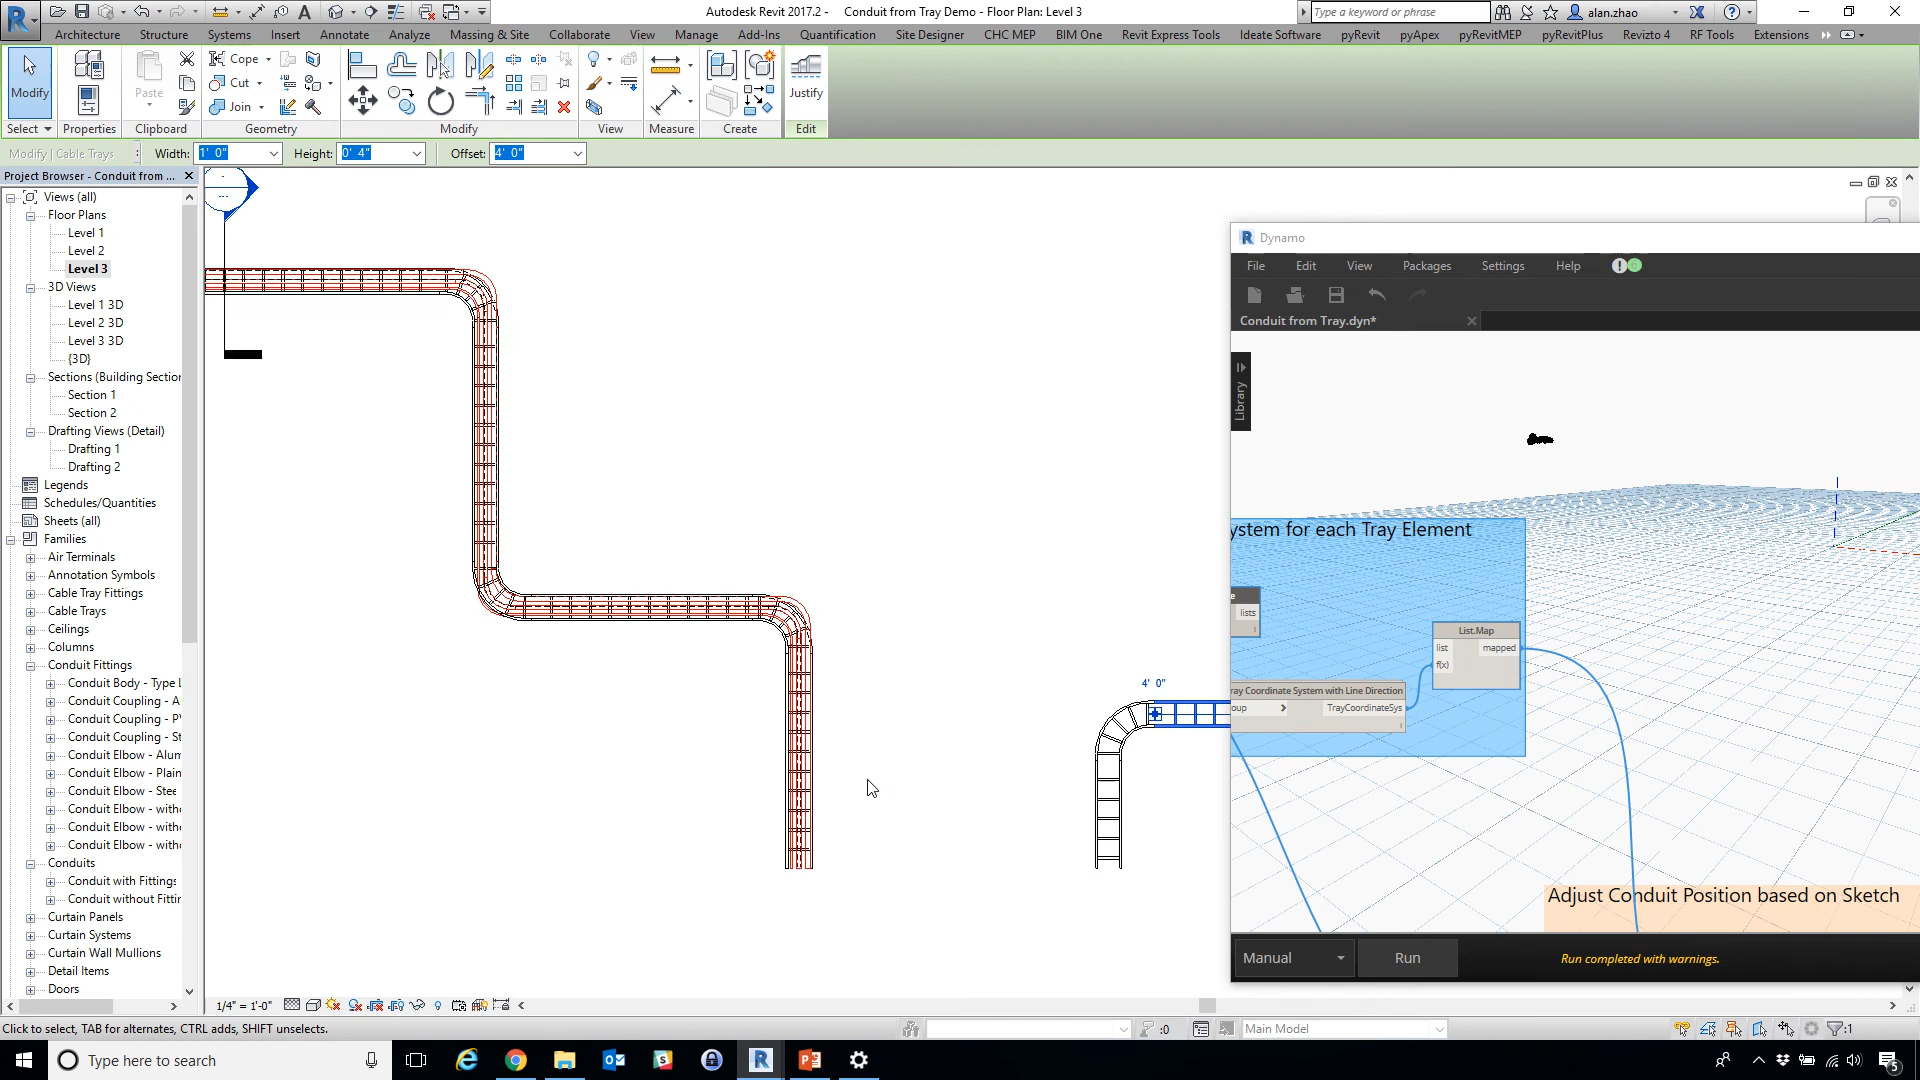 Autodesk Revit 2017.2 - Conduit from Tray Demo - Floor Plan: Level 3
Type a keyword or phrase
alan.zhao
Architecture Structure Systems Insert Annotate Analyze Massing & Site Collaborate View Manage Add-Ins Quantification Site Designer CHC MEP BIM One Revit Express Tools Ideate Software pyRevit pyApex pyRevitMEP pyRevitPlus Revizto 4 RF Tools Extensions
Modify
Paste
Cope
Cut
Join
Justify
Select Properties Clipboard Geometry Modify View Measure Create Edit
Modify | Cable Trays
Width: 1' 0"
Height: 0' 4"
Offset: 4' 0"
Project Browser - Conduit from ...
Views (all)
Floor Plans
Level 1
Level 2
Level 3
3D Views
Level 1 3D
Level 2 3D
Level 3 3D
{3D}
Sections (Building Section
Section 1
Section 2
Drafting Views (Detail)
Drafting 1
Drafting 2
Legends
Schedules/Quantities
Sheets (all)
Families
Air Terminals
Annotation Symbols
Cable Tray Fittings
Cable Trays
Ceilings
Columns
Conduit Fittings
Conduit Body - Type L
Conduit Coupling - A
Conduit Coupling - PV
Conduit Coupling - St
Conduit Elbow - Alum
Conduit Elbow - Plain
Conduit Elbow - Stee
Conduit Elbow - witho
Conduit Elbow - witho
Conduit Elbow - witho
Conduits
Conduit with Fittings
Conduit without Fittir
Curtain Panels
Curtain Systems
Curtain Wall Mullions
Detail Items
Doors
4' 0"
Dynamo
File Edit View Packages Settings Help
Conduit from Tray.dyn*
Library
ystem for each Tray Element
e
lists
List.Map
list mapped
f(x)
ray Coordinate System with Line Direction
oup > TrayCoordinateSys
Adjust Conduit Position based on Sketch
Manual
Run
Run completed with warnings.
1/4" = 1'-0"
Click to select, TAB for alternates, CTRL adds, SHIFT unselects.
:0
Main Model
:1
Type here to search
5